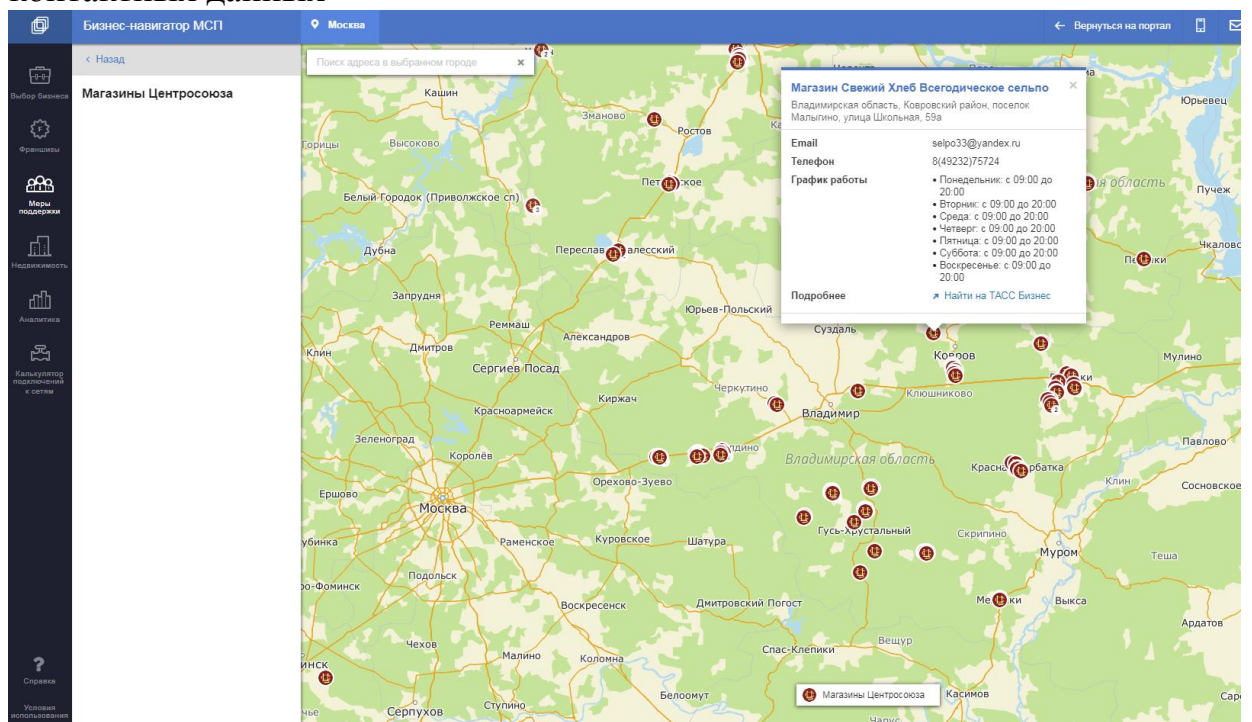 Бизнес-навигатор МСП
Москва
← Вернуться на портал
‹ Назад
Магазины Центросоюза
Поиск адреса в выбранном городе ×
Выбор бизнеса
Франшизы
Меры
поддержки
Недвижимость
Аналитика
Калькулятор
подключений
к сетям
?
Справка
Условия
использования
Магазин Свежий Хлеб Всегодическое сельпо ×
Владимирская область, Ковровский район, поселок
Малыгино, улица Школьная, 59а
Email selpo33@yandex.ru
Телефон 8(49232)75724
График работы
• Понедельник: с 09:00 до
20:00
• Вторник: с 09:00 до 20:00
• Среда: с 09:00 до 20:00
• Четверг: с 09:00 до 20:00
• Пятница: с 09:00 до 20:00
• Суббота: с 09:00 до 20:00
• Воскресенье: с 09:00 до
20:00
Подробнее Найти на ТАСС Бизнес
Кашин
Юрьевец
Зманово
Ростов
Горицы
Высоково
Белый Городок (Приволжское сп)
область
Пучеж
Дубна
Запрудня
Юрьев-Польский
Реммаш
Александров
Суздаль
Клин
Дмитров
Сергиев Посад
Ковров
Мулино
Черкутино
Киржач
Клюшниково
Красноармейск
Владимир
Зеленоград
Королёв
Владимирская область
Павлово
Орехово-Зуево
Клин
Сосновское
Ершово
Москва
Гусь-Хрустальный
Скрипино
Раменское
Куровское
Шатура
Муром
Теша
Подольск
Воскресенск
Дмитровский Погост
Выкса
Ардатов
Чехов
Малино
Коломна
Спас-Клепики
Вещур
Белоомут
Магазины Центросоюза
Касимов
Серпухов
Ступино